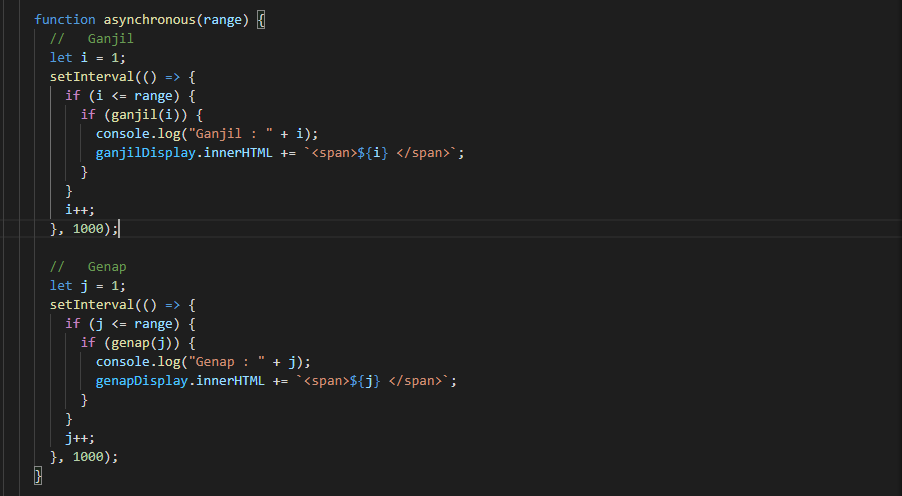 function asynchronous(range) {
//   Ganjil
let i = 1;
setInterval(() => {
if (i <= range) {
if (ganjil(i)) {
console.log("Ganjil : " + i);
ganjilDisplay.innerHTML += `<span>${i} </span>`;
}
}
i++;
}, 1000);
//   Genap
let j = 1;
setInterval(() => {
if (j <= range) {
if (genap(j)) {
console.log("Genap : " + j);
genapDisplay.innerHTML += `<span>${j} </span>`;
}
}
j++;
}, 1000);
}